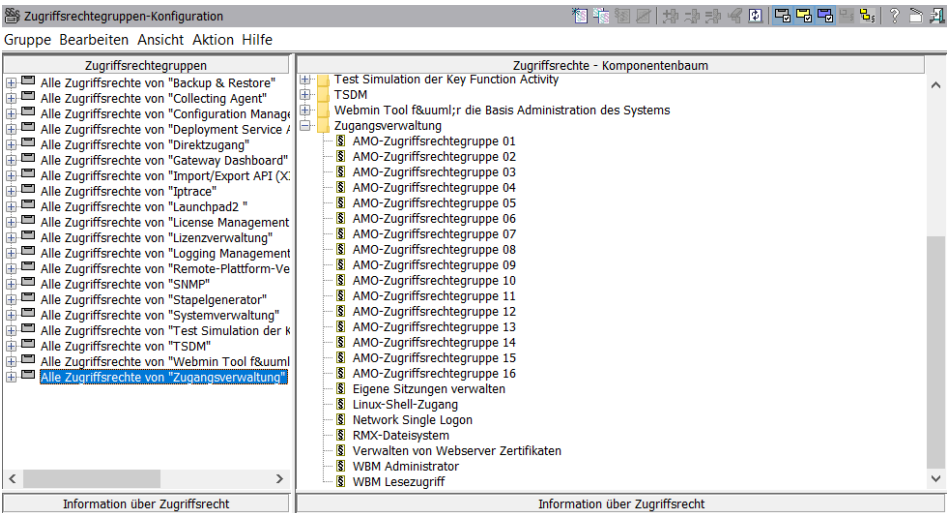 Zugriffsrechtegruppen-Konfiguration
Gruppe Bearbeiten Ansicht Aktion Hilfe
Zugriffsrechtegruppen
Alle Zugriffsrechte von "Backup & Restore"
Alle Zugriffsrechte von "Collecting Agent"
Alle Zugriffsrechte von "Configuration Manage
Alle Zugriffsrechte von "Deployment Service A
Alle Zugriffsrechte von "Direktzugang"
Alle Zugriffsrechte von "Gateway Dashboard"
Alle Zugriffsrechte von "Import/Export API (X
Alle Zugriffsrechte von "Iptrace"
Alle Zugriffsrechte von "Launchpad2 "
Alle Zugriffsrechte von "License Management
Alle Zugriffsrechte von "Lizenzverwaltung"
Alle Zugriffsrechte von "Logging Management
Alle Zugriffsrechte von "Remote-Plattform-Ve
Alle Zugriffsrechte von "SNMP"
Alle Zugriffsrechte von "Stapelgenerator"
Alle Zugriffsrechte von "Systemverwaltung"
Alle Zugriffsrechte von "Test Simulation der K
Alle Zugriffsrechte von "TSDM"
Alle Zugriffsrechte von "Webmin Tool f&uuml
Alle Zugriffsrechte von "Zugangsverwaltung"
Information über Zugriffsrecht
Zugriffsrechte - Komponentenbaum
Test Simulation der Key Function Activity
TSDM
Webmin Tool f&uuml;r die Basis Administration des Systems
Zugangsverwaltung
§ AMO-Zugriffsrechtegruppe 01
§ AMO-Zugriffsrechtegruppe 02
§ AMO-Zugriffsrechtegruppe 03
§ AMO-Zugriffsrechtegruppe 04
§ AMO-Zugriffsrechtegruppe 05
§ AMO-Zugriffsrechtegruppe 06
§ AMO-Zugriffsrechtegruppe 07
§ AMO-Zugriffsrechtegruppe 08
§ AMO-Zugriffsrechtegruppe 09
§ AMO-Zugriffsrechtegruppe 10
§ AMO-Zugriffsrechtegruppe 11
§ AMO-Zugriffsrechtegruppe 12
§ AMO-Zugriffsrechtegruppe 13
§ AMO-Zugriffsrechtegruppe 14
§ AMO-Zugriffsrechtegruppe 15
§ AMO-Zugriffsrechtegruppe 16
§ Eigene Sitzungen verwalten
§ Linux-Shell-Zugang
§ Network Single Logon
§ RMX-Dateisystem
§ Verwalten von Webserver Zertifikaten
§ WBM Administrator
§ WBM Lesezugriff
Information über Zugriffsrecht